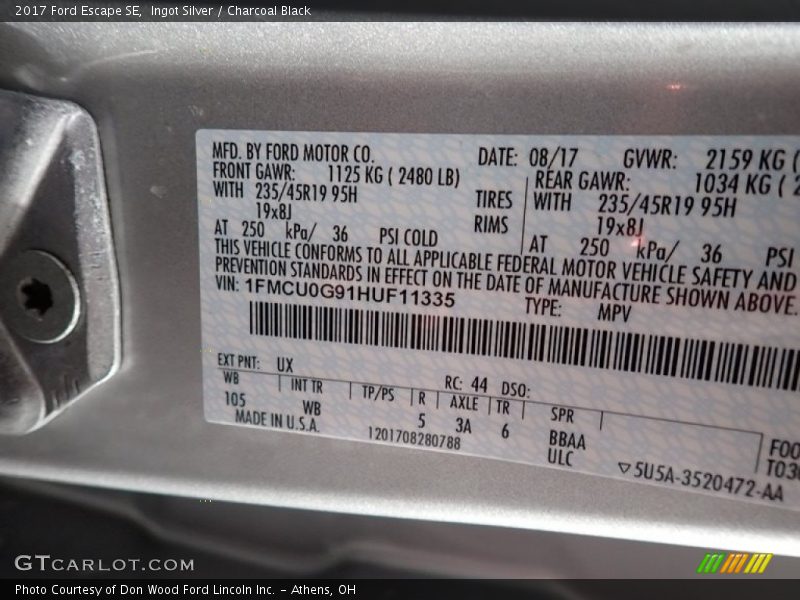 2017 Ford Escape SE, Ingot Silver / Charcoal Black
MFD. BY FORD MOTOR CO. DATE: 08/17 GVWR: 2159 KG (
FRONT GAWR: 1125 KG ( 2480 LB) REAR GAWR: 1034 KG ( 2
WITH 235/45R19 95H TIRES WITH 235/45R19 95H
19x8J RIMS 19x8J
AT 250 kPa/ 36 PSI COLD AT 250 kPa/ 36 PSI
THIS VEHICLE CONFORMS TO ALL APPLICABLE FEDERAL MOTOR VEHICLE SAFETY AND
PREVENTION STANDARDS IN EFFECT ON THE DATE OF MANUFACTURE SHOWN ABOVE.
VIN: 1FMCU0G91HUF11335 TYPE: MPV
EXT PNT: UX RC: 44 DSO:
WB INT TR TP/PS R AXLE TR SPR
105 WB 5 3A 6 BBAA F00
MADE IN U.S.A. 1201708280788 ULC T030
▽5U5A-3520472-AA
GTCARLOT.COM
Photo Courtesy of Don Wood Ford Lincoln Inc. - Athens, OH